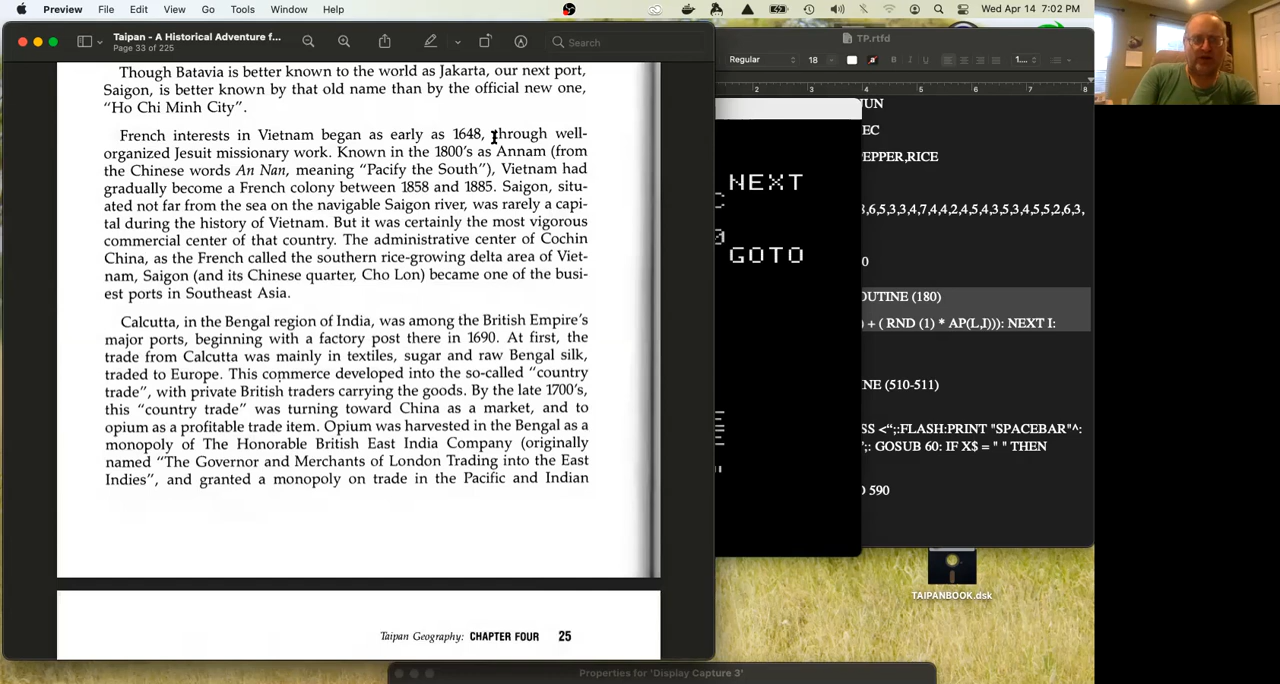 Preview File Edit View Go Tools Window Help Wed Apr 14 7:02 PM
Taipan - A Historical Adventure f...
Page 33 of 225
Search
Though Batavia is better known to the world as Jakarta, our next port,
Saigon, is better known by that old name than by the official new one,
“Ho Chi Minh City”.
French interests in Vietnam began as early as 1648, through well-
organized Jesuit missionary work. Known in the 1800’s as Annam (from
the Chinese words An Nan, meaning “Pacify the South”), Vietnam had
gradually become a French colony between 1858 and 1885. Saigon, situ-
ated not far from the sea on the navigable Saigon river, was rarely a capi-
tal during the history of Vietnam. But it was certainly the most vigorous
commercial center of that country. The administrative center of Cochin
China, as the French called the southern rice-growing delta area of Viet-
nam, Saigon (and its Chinese quarter, Cho Lon) became one of the busi-
est ports in Southeast Asia.
Calcutta, in the Bengal region of India, was among the British Empire’s
major ports, beginning with a factory post there in 1690. At first, the
trade from Calcutta was mainly in textiles, sugar and raw Bengal silk,
traded to Europe. This commerce developed into the so-called “country
trade”, with private British traders carrying the goods. By the late 1700’s,
this “country trade” was turning toward China as a market, and to
opium as a profitable trade item. Opium was harvested in the Bengal as a
monopoly of The Honorable British East India Company (originally
named “The Governor and Merchants of London Trading into the East
Indies”, and granted a monopoly on trade in the Pacific and Indian
Taipan Geography: CHAPTER FOUR 25
NEXT
GOTO
TP.rtfd
Regular 18 B I U 1....
2 3 4 5 6 7 8
JUN
EC
PEPPER,RICE
3,6,5,3,3,4,7,4,4,2,4,5,4,3,5,3,4,5,5,2,6,3,
0
OUTINE (180)
) + ( RND (1) * AP(L,I))): NEXT I:
INE (510-511)
SS <“;:FLASH:PRINT "SPACEBAR"^:
";: GOSUB 60: IF X$ = " " THEN
O 590
TAIPANBOOK.dsk
Properties for 'Display Capture 3'